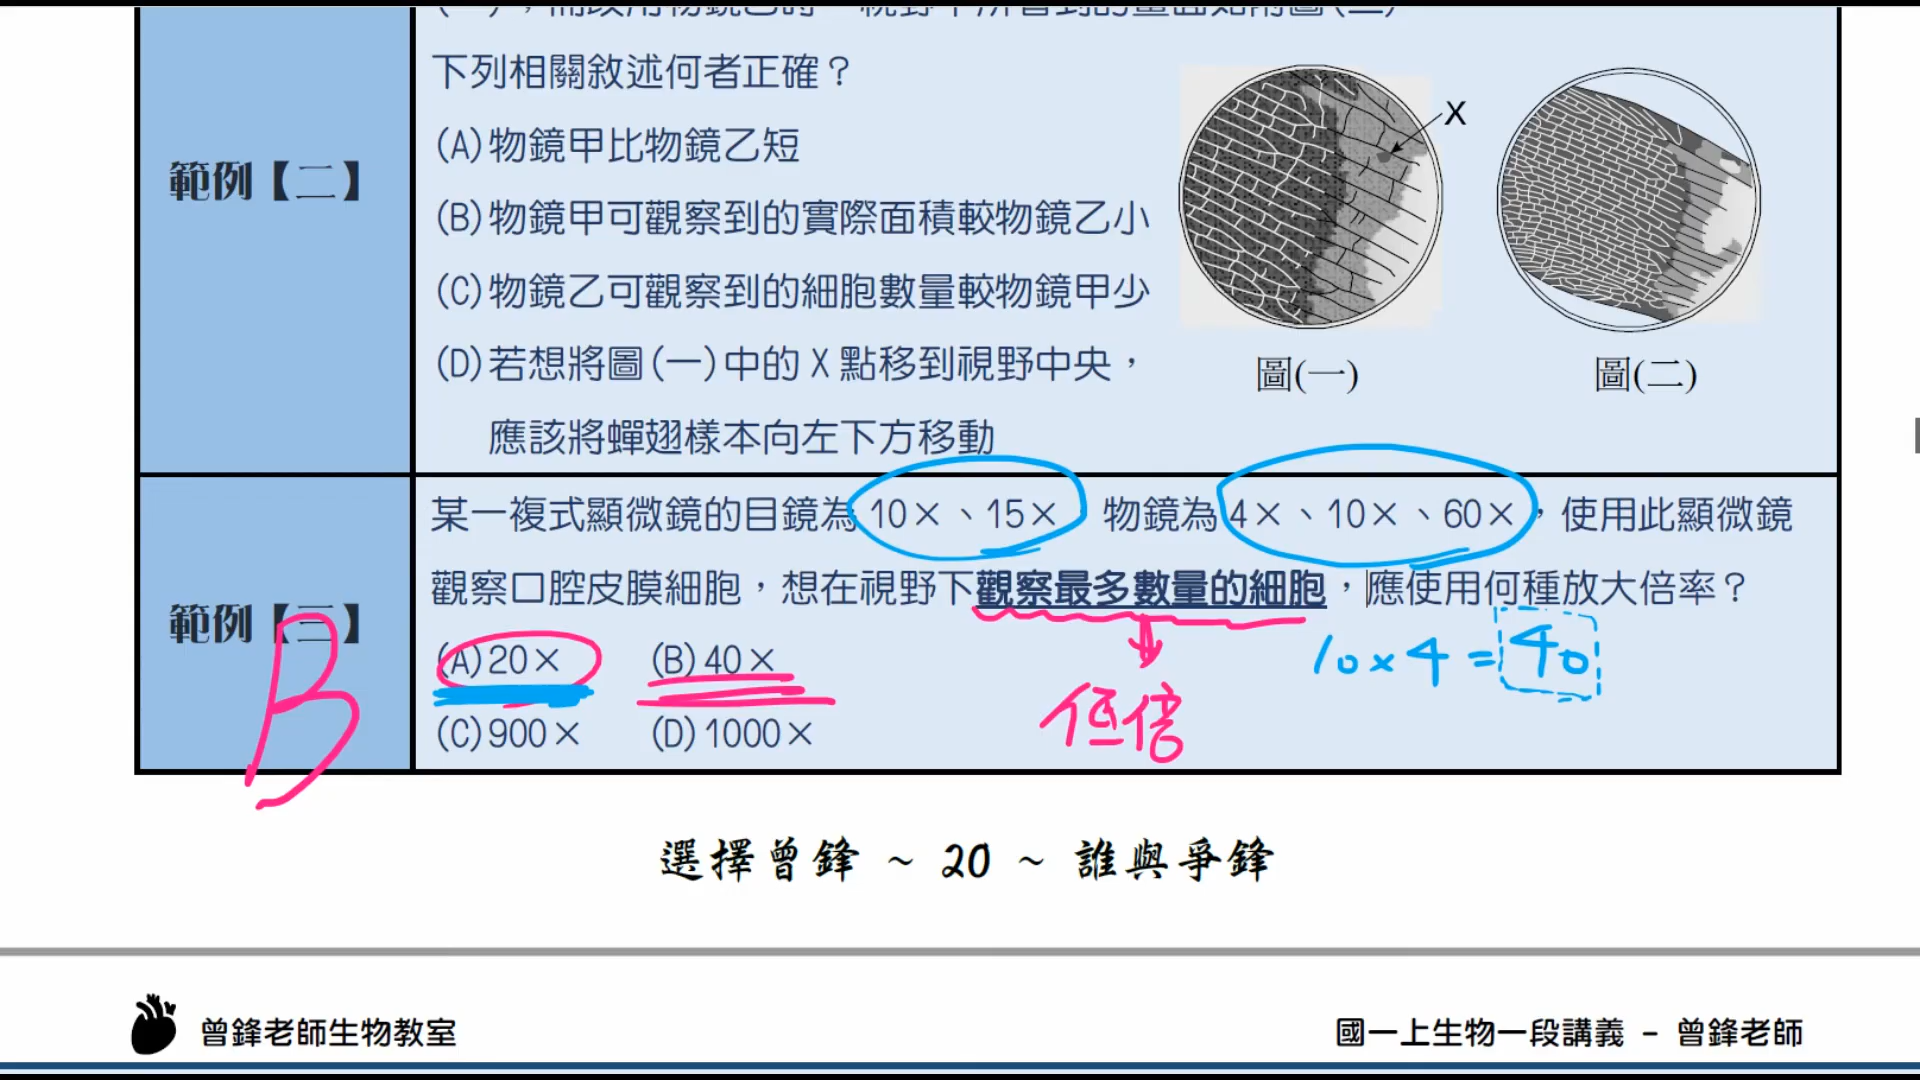 下列相關敘述何者正確？
(A)物鏡甲比物鏡乙短
範例【二】
(B)物鏡甲可觀察到的實際面積較物鏡乙小
(C)物鏡乙可觀察到的細胞數量較物鏡甲少
(D)若想將圖(一)中的 X 點移到視野中央，
應該將蟬翅樣本向左下方移動
X
圖(一)
圖(二)
某一複式顯微鏡的目鏡為 10×、15× 物鏡為 4×、10×、60×，使用此顯微鏡
觀察口腔皮膜細胞，想在視野下觀察最多數量的細胞，應使用何種放大倍率？
範例【三】
(A)20× (B)40×
(C)900× (D)1000×
B
低倍
10×4=40
選擇曾鋒 ~ 20 ~ 誰與爭鋒
曾鋒老師生物教室
國一上生物一段講義 - 曾鋒老師